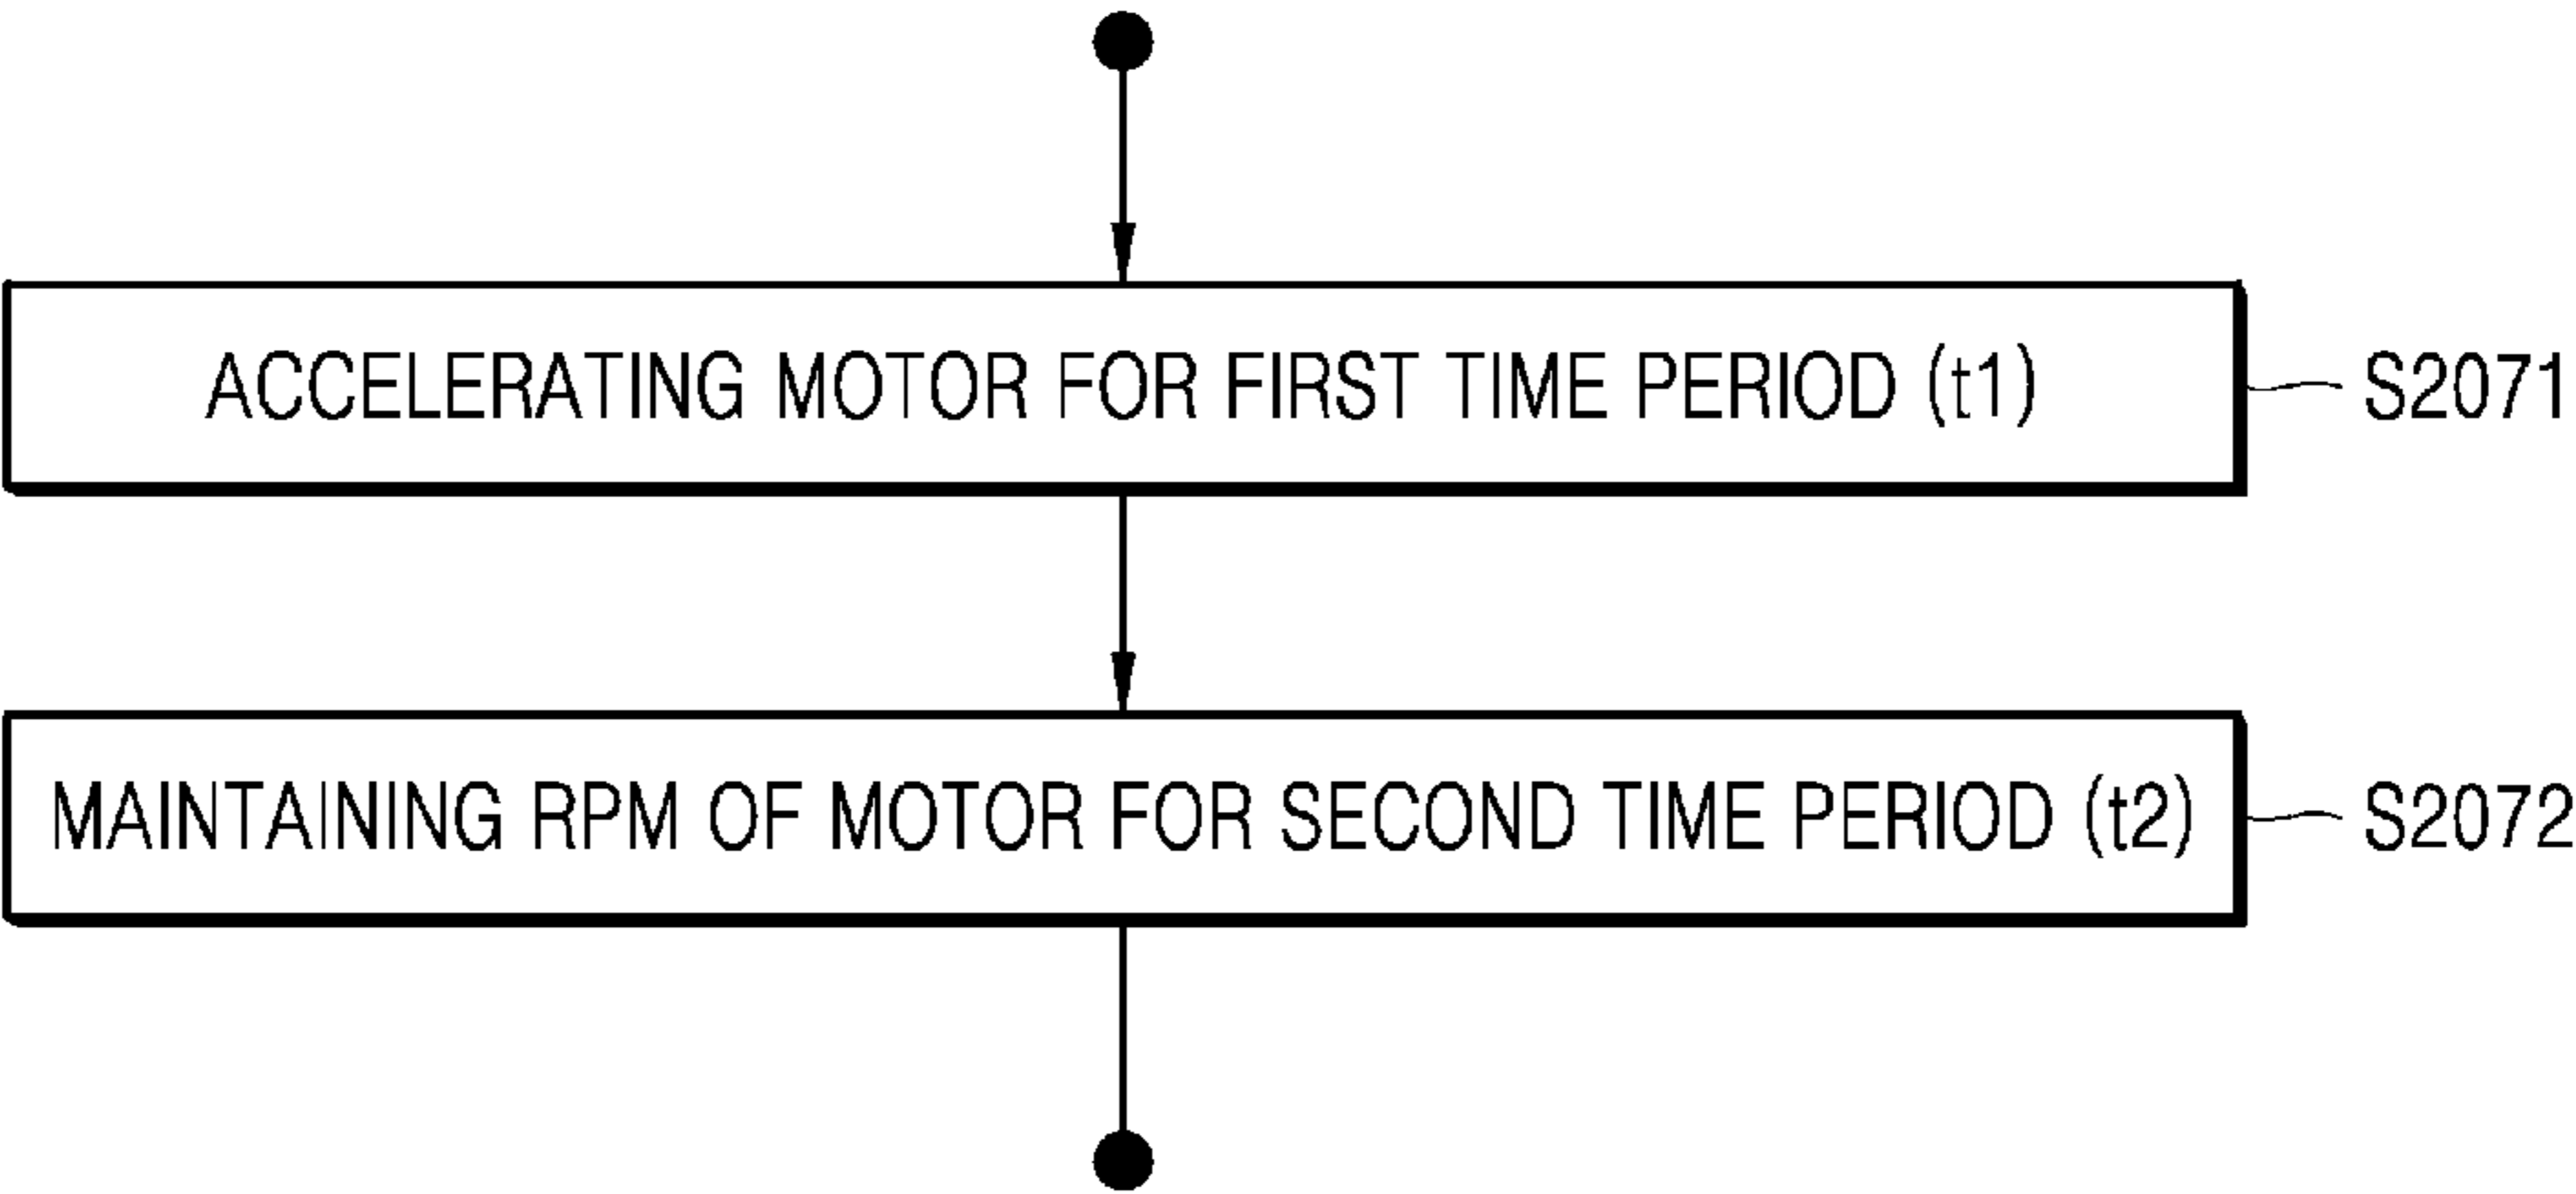 ACCELERATING MOTOR FOR FIRST TIME PERIOD (t1) S2071
MAINTAINING RPM OF MOTOR FOR SECOND TIME PERIOD (t2) S2072